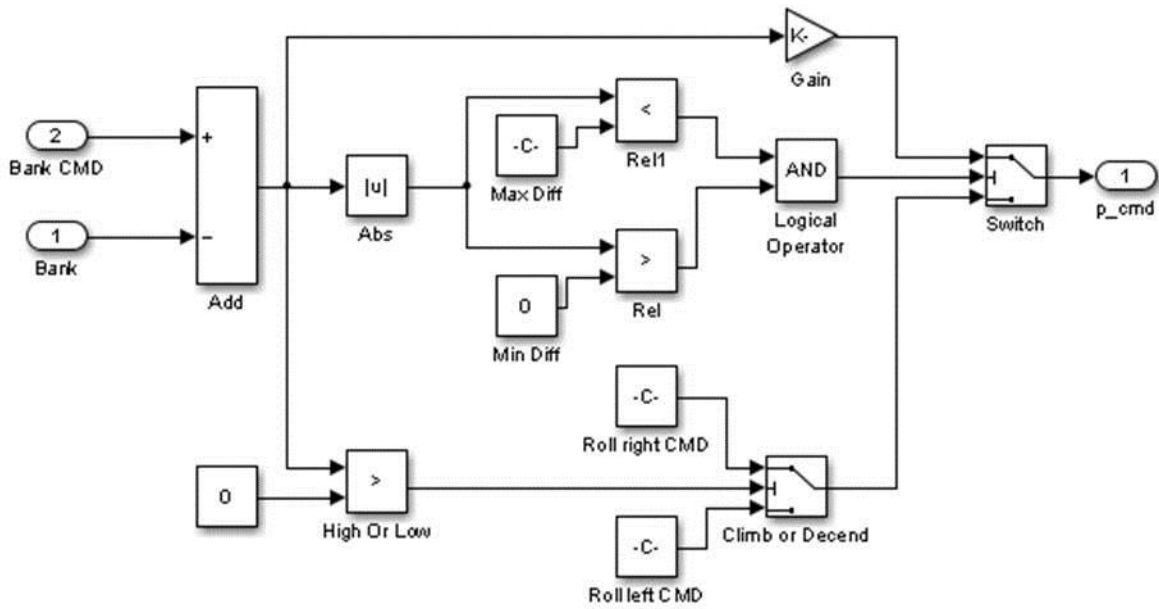 K-
Gain
2
Bank CMD
+
1
Bank
−
Add
|u|
Abs
-C-
Max Diff
<
Rel1
0
Min Diff
>
Rel
AND
Logical
Operator
Switch
1
p_cmd
0
>
High Or Low
-C-
Roll right CMD
-C-
Roll left CMD
Climb or Decend